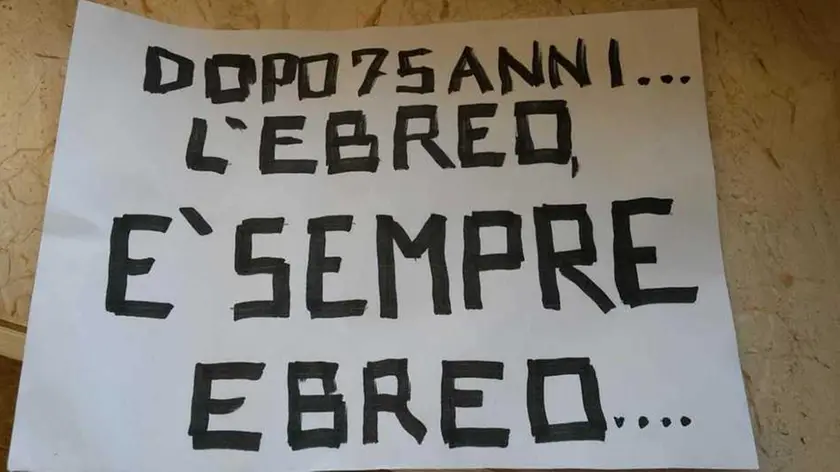 DOPO 75 ANNI...
L'EBREO,
E` SEMPRE
EBREO....